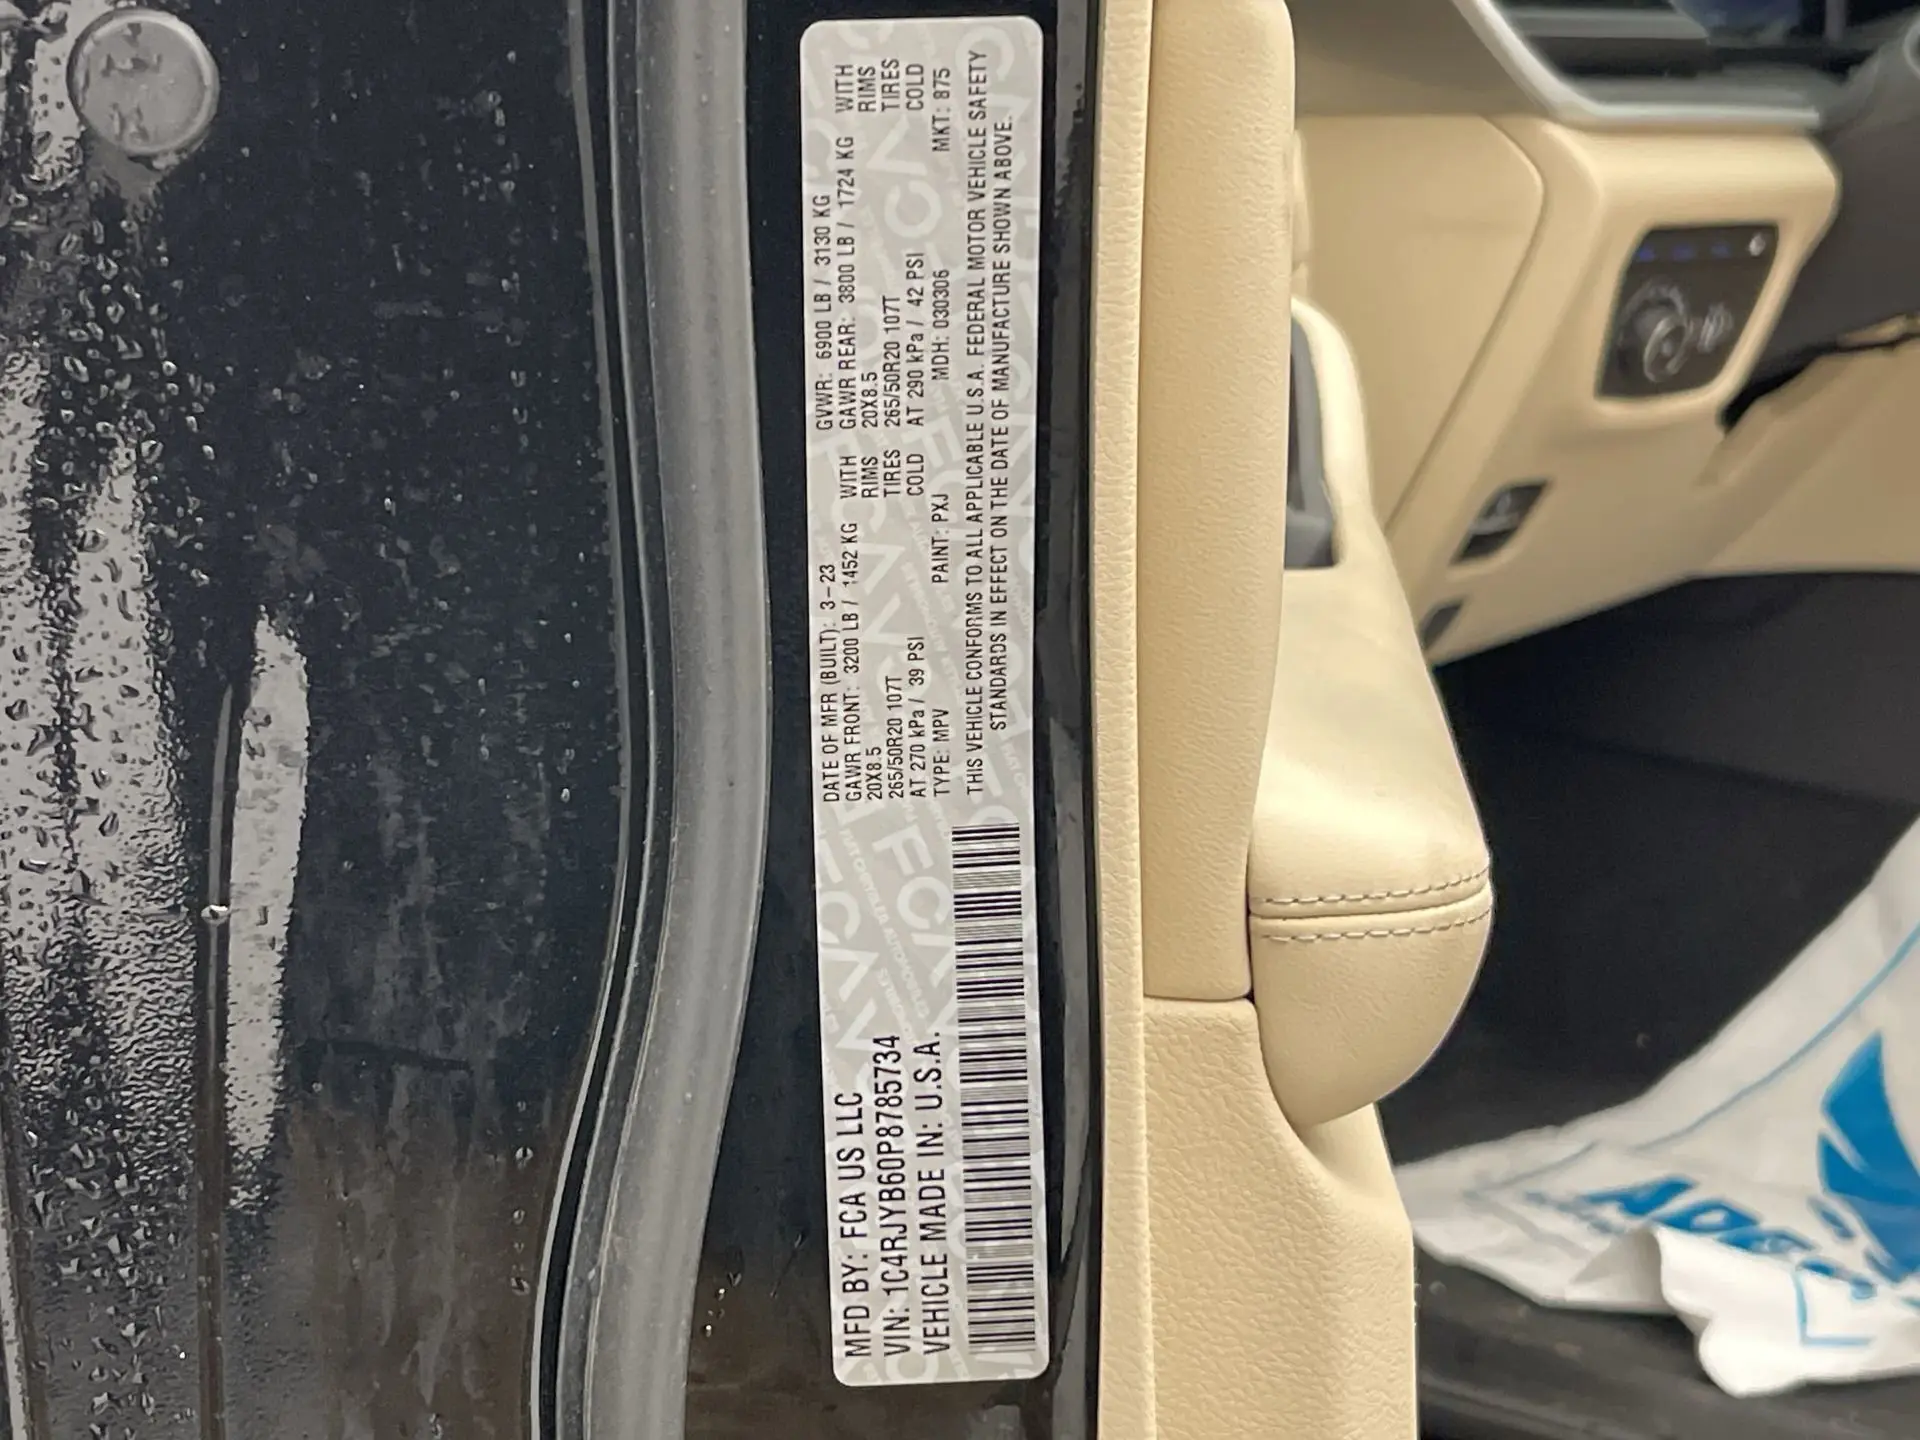 MFD BY: FCA US LLC
VIN: 1C4RJYB60P8785734
VEHICLE MADE IN: U.S.A.
DATE OF MFR (BUILT): 3-23 GVWR: 6900 LB / 3130 KG
GAWR FRONT: 3200 LB / 1452 KG WITH GAWR REAR: 3800 LB / 1724 KG WITH
20X8.5 RIMS 20X8.5 RIMS
265/50R20 107T TIRES 265/50R20 107T TIRES
AT 270 kPa / 39 PSI COLD AT 290 kPa / 42 PSI COLD
TYPE: MPV PAINT: PXJ MDH: 030306 MKT: 875
THIS VEHICLE CONFORMS TO ALL APPLICABLE U.S.A. FEDERAL MOTOR VEHICLE SAFETY
STANDARDS IN EFFECT ON THE DATE OF MANUFACTURE SHOWN ABOVE.